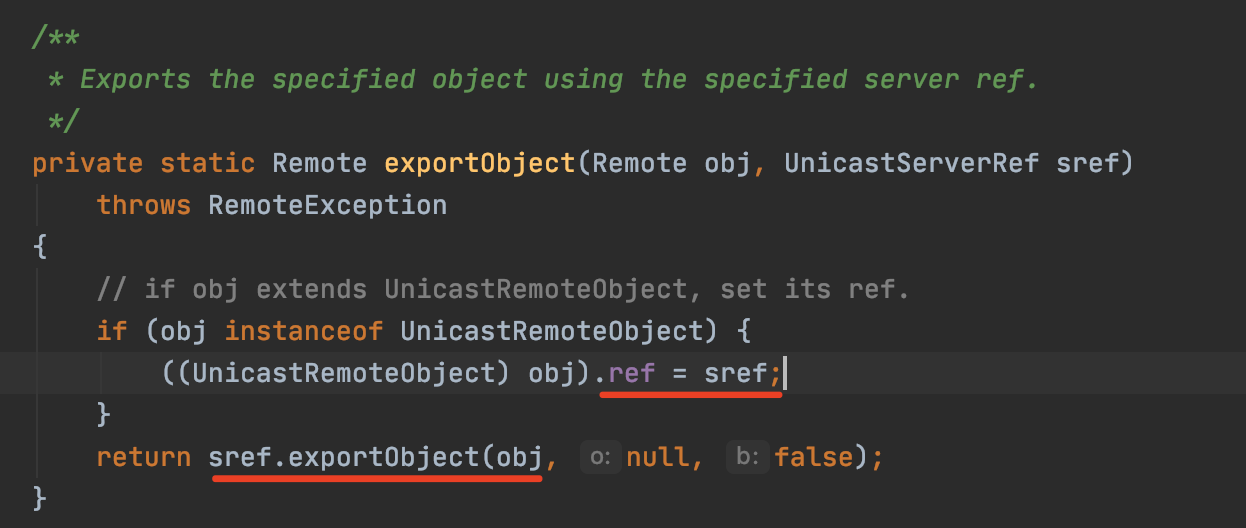 /**
 * Exports the specified object using the specified server ref.
 */
private static Remote exportObject(Remote obj, UnicastServerRef sref)
    throws RemoteException
{
    // if obj extends UnicastRemoteObject, set its ref.
    if (obj instanceof UnicastRemoteObject) {
        ((UnicastRemoteObject) obj).ref = sref;
    }
    return sref.exportObject(obj, o: null, b: false);
}